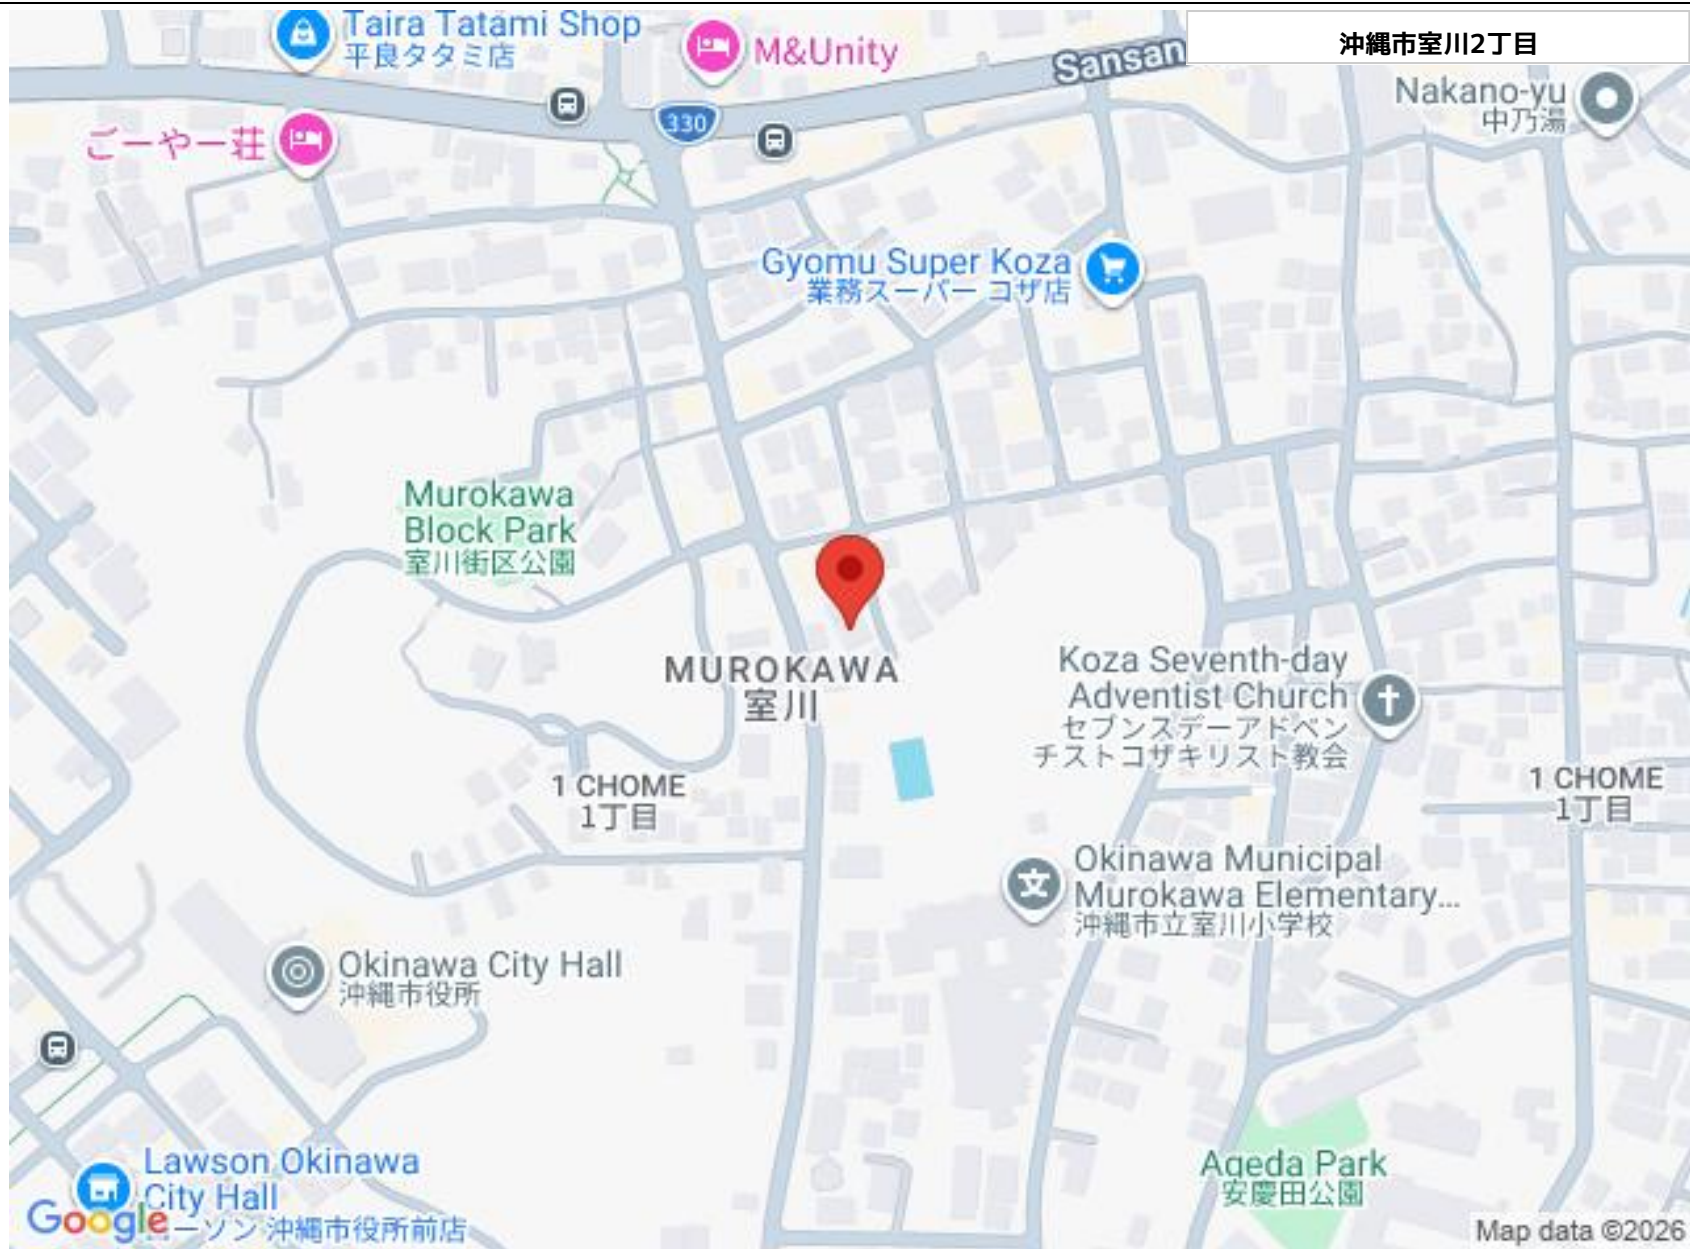 Taira Tatami Shop
平良タタミ店
M&Unity
Sansan
沖縄市室川2丁目
Nakano-yu
中乃湯
330
ごーやー荘
Gyomu Super Koza
業務スーパー コザ店
Murokawa
Block Park
室川街区公園
MUROKAWA
室川
Koza Seventh-day
Adventist Church
セブンスデーアドベン
チストコザキリスト教会
1 CHOME
1丁目
1 CHOME
1丁目
Okinawa Municipal
Murokawa Elementary...
沖縄市立室川小学校
文
Okinawa City Hall
沖縄市役所
Lawson Okinawa
City Hall
ーソン 沖縄市役所前店
Google
Ageda Park
安慶田公園
Map data ©2026